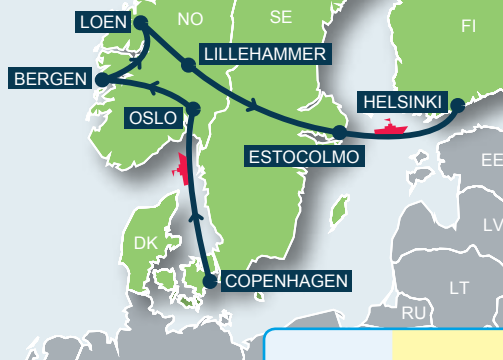 LOEN
NO
SE
FI
LILLEHAMMER
BERGEN
HELSINKI
OSLO
ESTOCOLMO
EE
LV
DK
COPENHAGEN
LT
RU